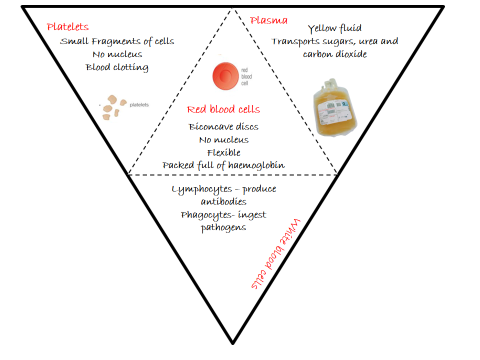 Platelets
Small Fragments of cells
No nucleus
Blood clotting
platelets
Plasma
Yellow fluid
Transports sugars, urea and
carbon dioxide
red
blood
cell
Red blood cells
Biconcave discs
No nucleus
Flexible
Packed full of haemoglobin
Lymphocytes – produce
antibodies
Phagocytes- ingest
pathogens
White blood cells